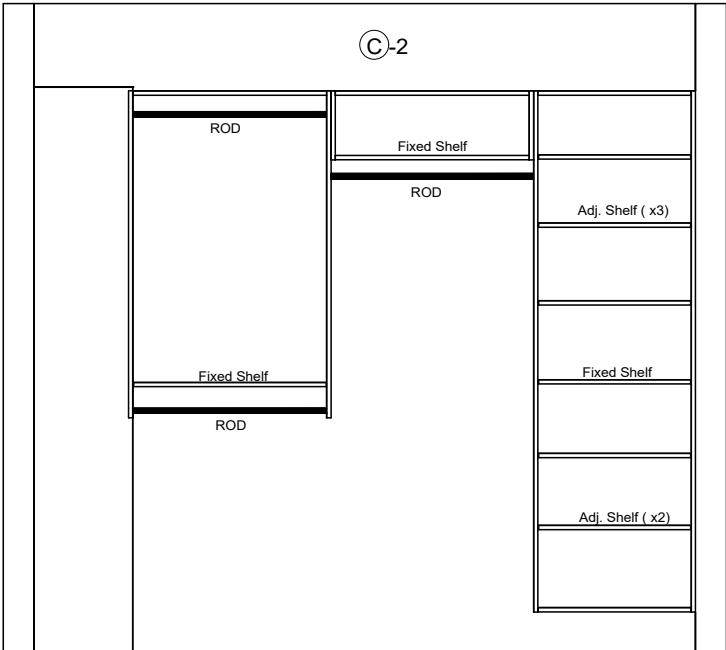 C-2
ROD
Fixed Shelf
ROD
Adj. Shelf ( x3)
Fixed Shelf
Fixed Shelf
ROD
Adj. Shelf ( x2)